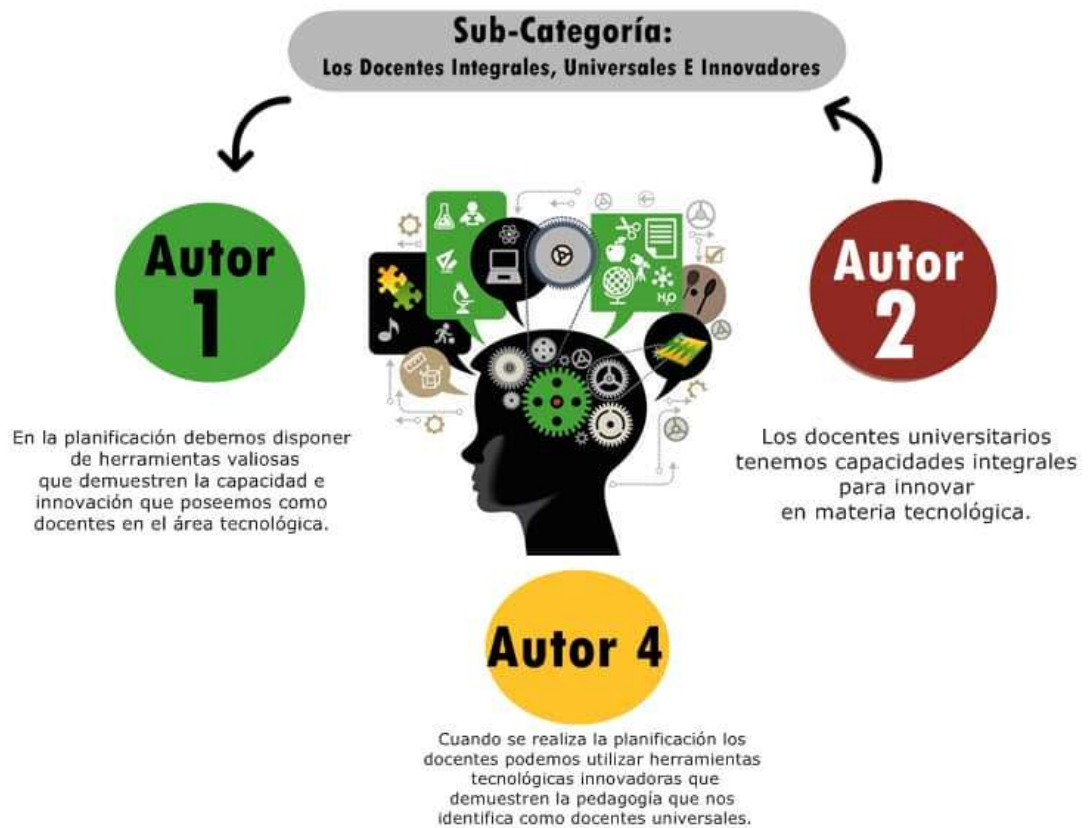 Sub-Categoría:
Los Docentes Integrales, Universales E Innovadores
Autor
1
En la planificación debemos disponer
de herramientas valiosas
que demuestren la capacidad e
innovación que poseemos como
docentes en el área tecnológica.
H₂O
Autor
2
Los docentes universitarios
tenemos capacidades integrales
para innovar
en materia tecnológica.
Autor 4
Cuando se realiza la planificación los
docentes podemos utilizar herramientas
tecnológicas innovadoras que
demuestren la pedagogía que nos
identifica como docentes universales.